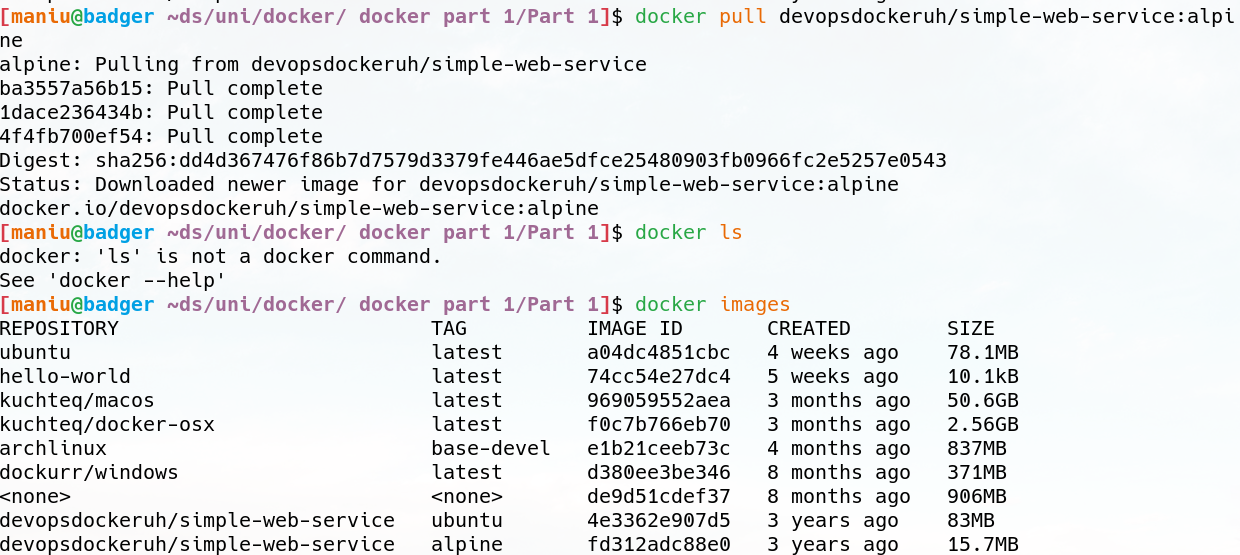 [maniu@badger ~ds/uni/docker/ docker part 1/Part 1]$ docker pull devopsdockeruh/simple-web-service:alpi
ne
alpine: Pulling from devopsdockeruh/simple-web-service
ba3557a56b15: Pull complete
1dace236434b: Pull complete
4f4fb700ef54: Pull complete
Digest: sha256:dd4d367476f86b7d7579d3379fe446ae5dfce25480903fb0966fc2e5257e0543
Status: Downloaded newer image for devopsdockeruh/simple-web-service:alpine
docker.io/devopsdockeruh/simple-web-service:alpine
[maniu@badger ~ds/uni/docker/ docker part 1/Part 1]$ docker ls
docker: 'ls' is not a docker command.
See 'docker --help'
[maniu@badger ~ds/uni/docker/ docker part 1/Part 1]$ docker images
REPOSITORY                          TAG          IMAGE ID       CREATED         SIZE
ubuntu                              latest       a04dc4851cbc   4 weeks ago     78.1MB
hello-world                         latest       74cc54e27dc4   5 weeks ago     10.1kB
kuchteq/macos                       latest       969059552aea   3 months ago    50.6GB
kuchteq/docker-osx                  latest       f0c7b766eb70   3 months ago    2.56GB
archlinux                           base-devel   e1b21ceeb73c   4 months ago    837MB
dockurr/windows                     latest       d380ee3be346   8 months ago    371MB
<none>                              <none>       de9d51cdef37   8 months ago    906MB
devopsdockeruh/simple-web-service   ubuntu       4e3362e907d5   3 years ago     83MB
devopsdockeruh/simple-web-service   alpine       fd312adc88e0   3 years ago     15.7MB